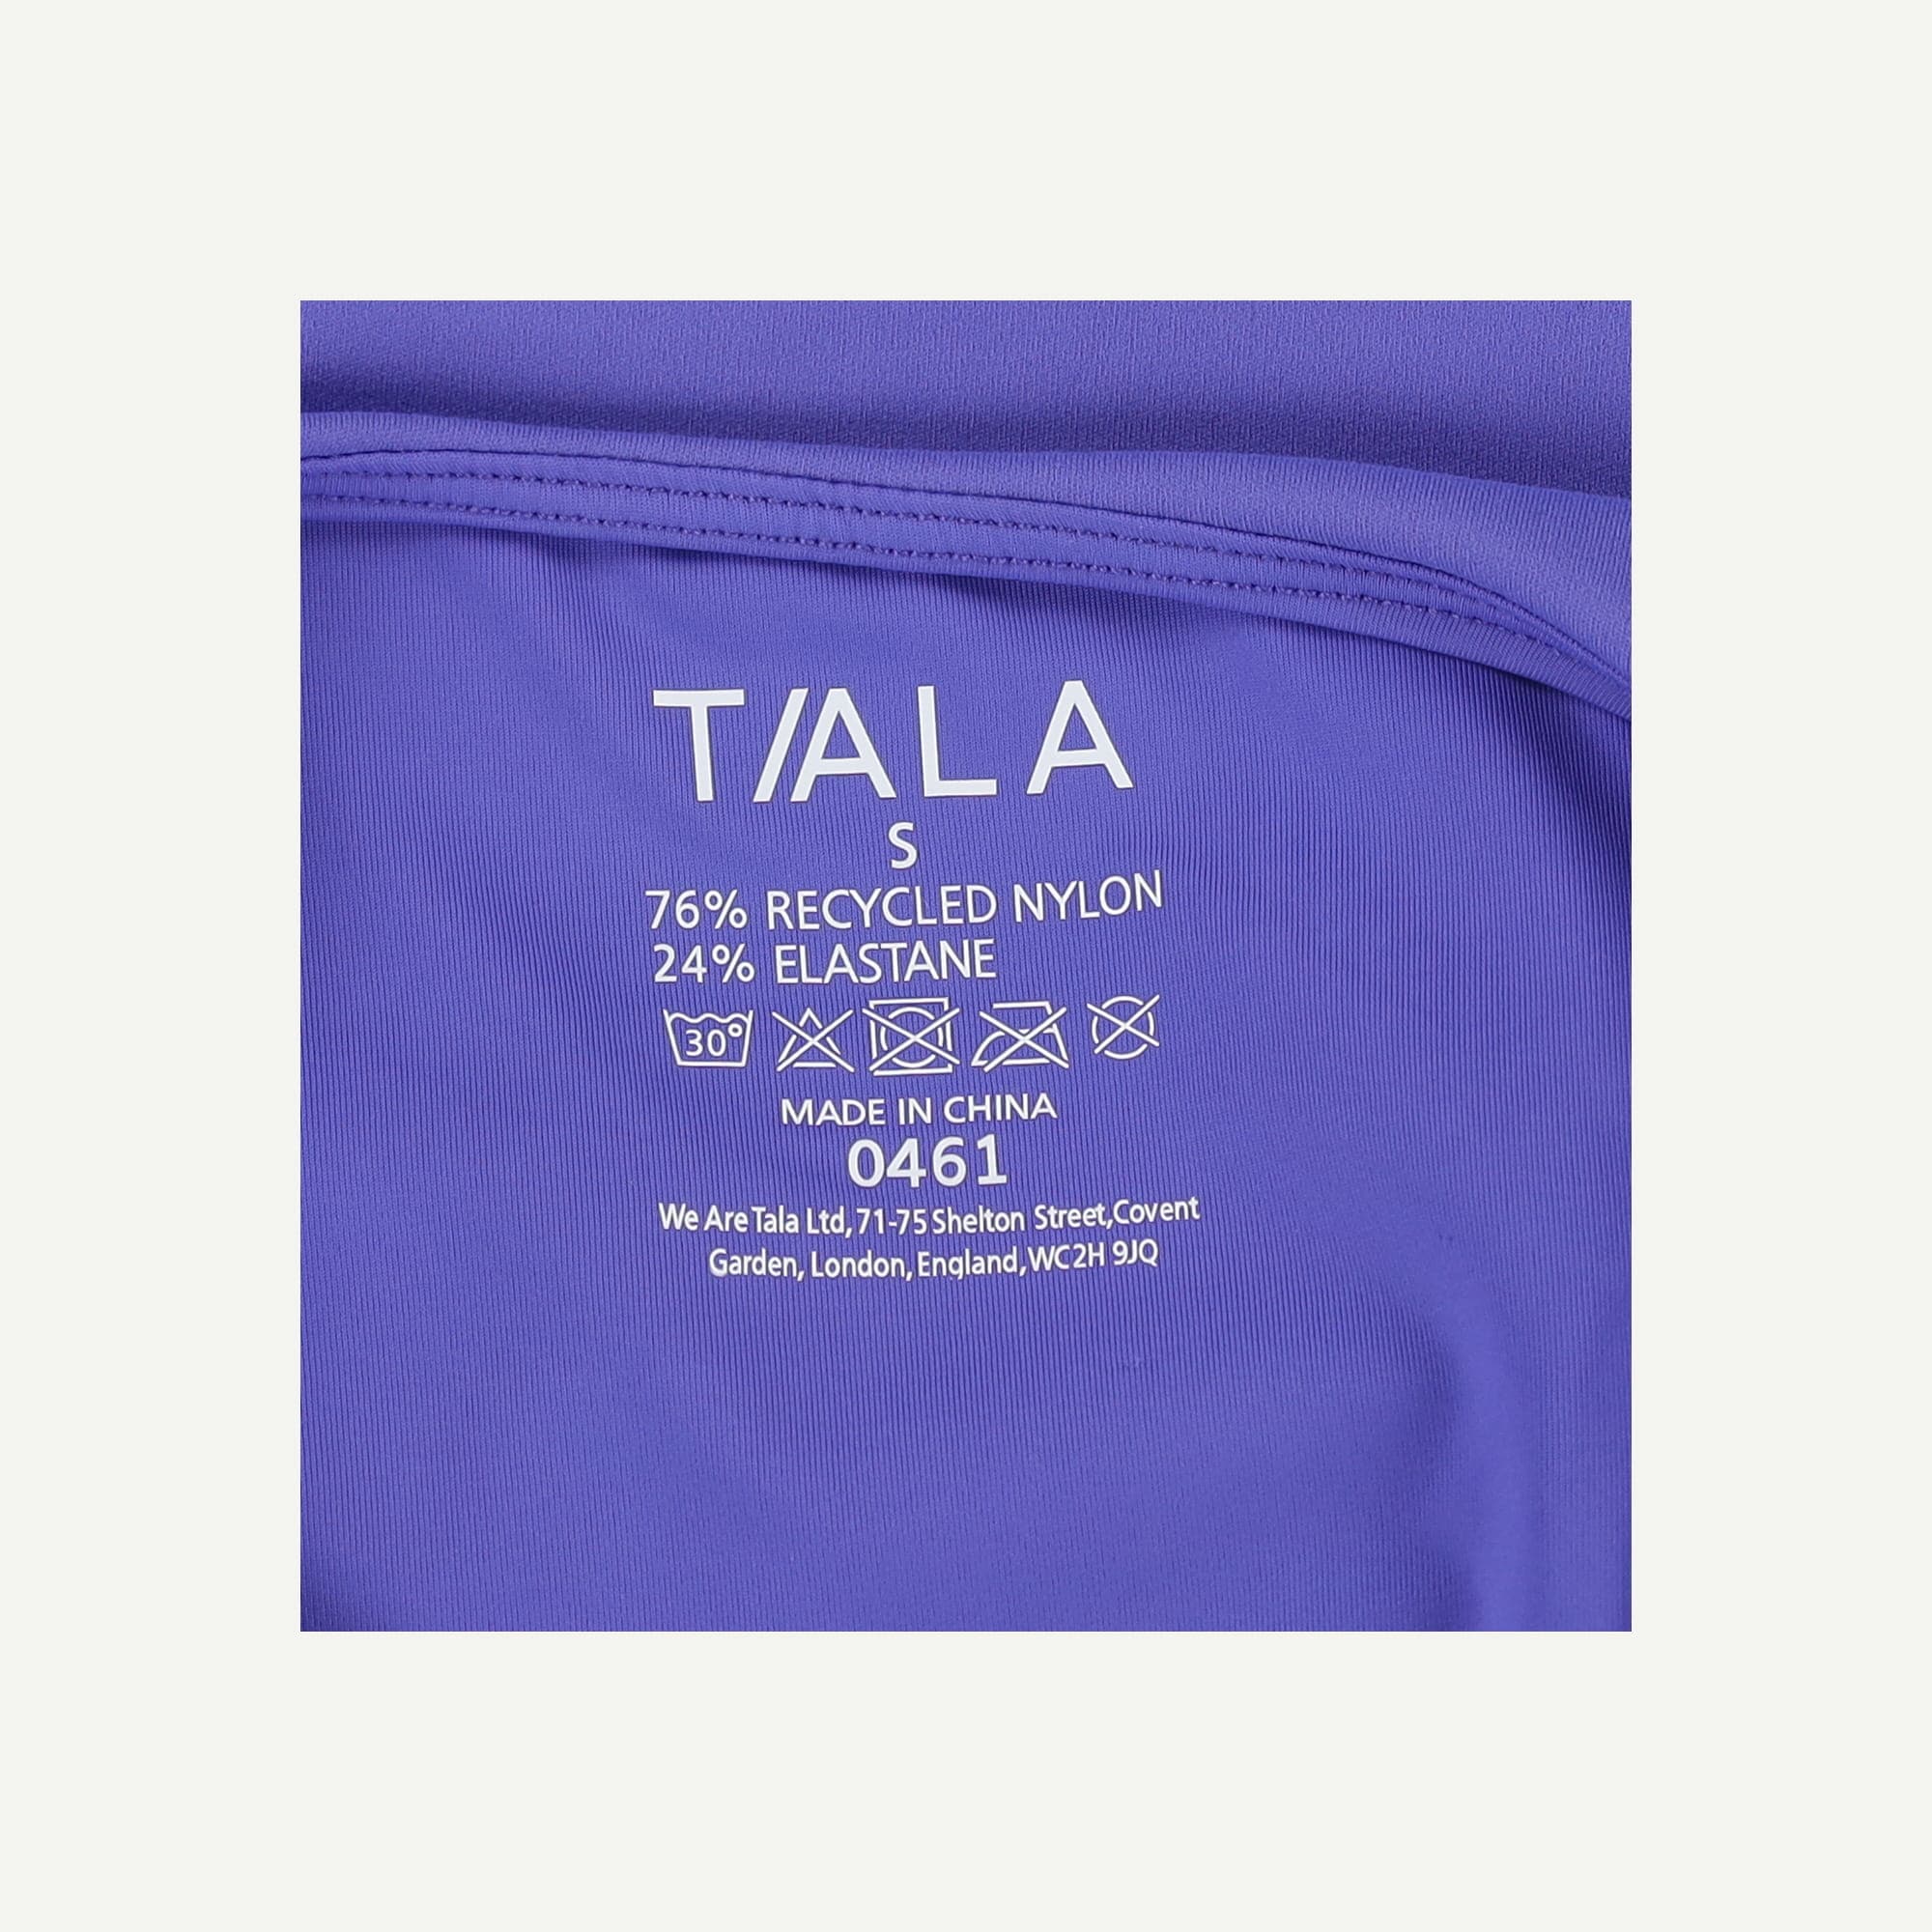 T/ALA
S
76% RECYCLED NYLON
24% ELASTANE
30°
MADE IN CHINA
0461
We Are Tala Ltd, 71-75 Shelton Street, Covent
Garden, London, England, WC2H 9JQ